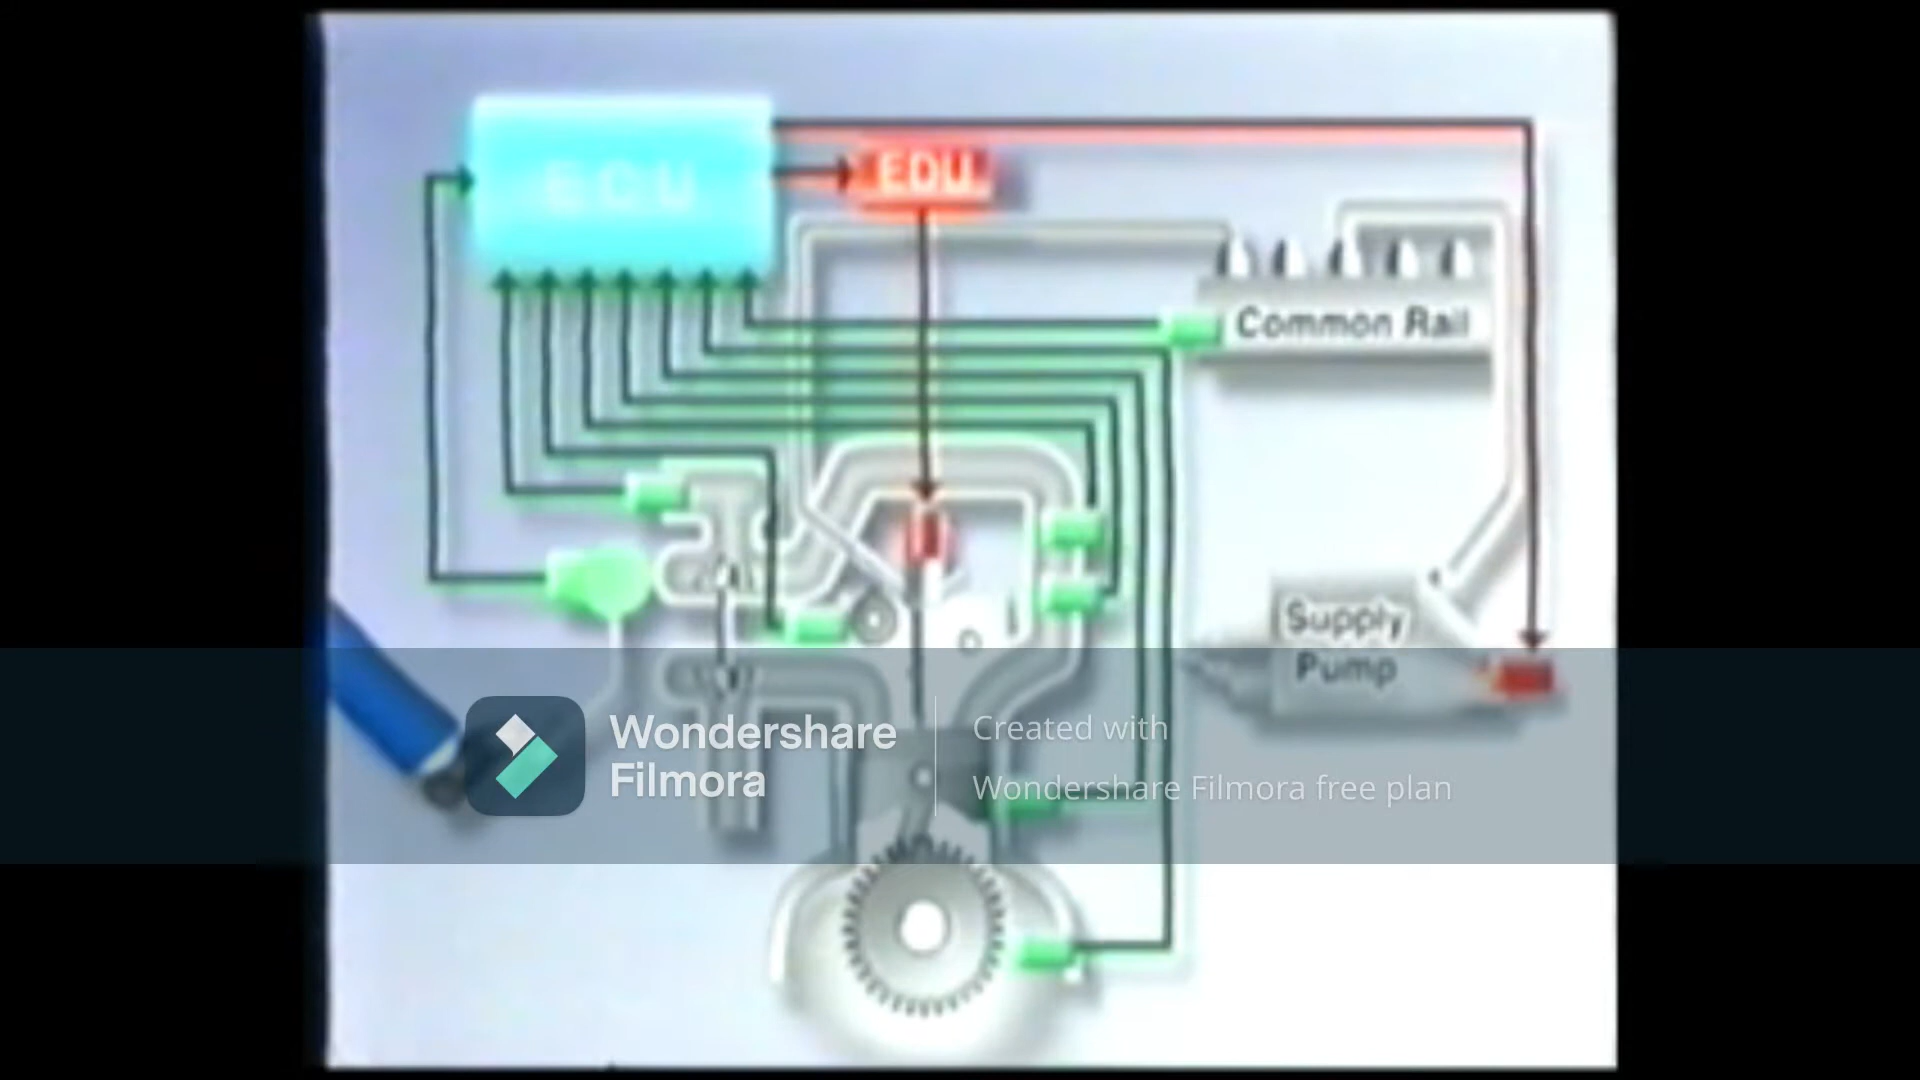 ECU
EDU
Common Rail
Supply
Pump
Wondershare
Filmora
Created with
Wondershare Filmora free plan